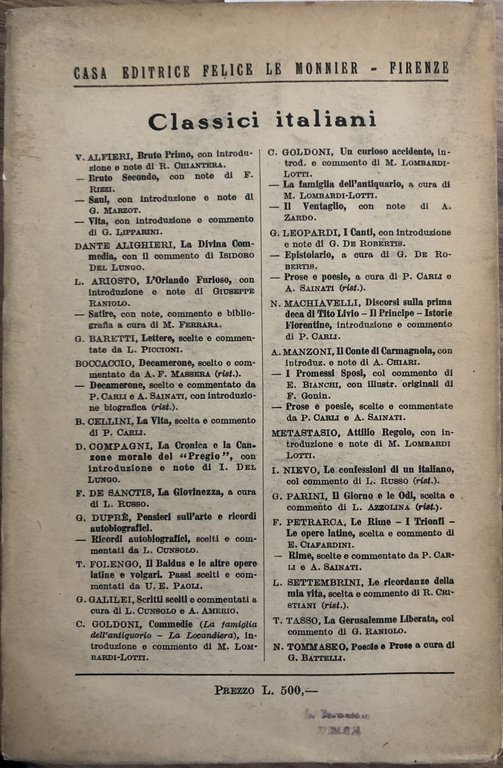 CASA EDITRICE FELICE LE MONNIER - FIRENZE
Classici italiani
V. ALFIERI, Bruto Primo, con introdu-
zione e note di R. CHIANTERA.
— Bruto Secondo, con note di F.
RIZZI.
— Saul, con introduzione e note di
G. MARZOT.
— Vita, con introduzione e commento
di G. LIPPARINI.
DANTE ALIGHIERI, La Divina Com-
media, con il commento di ISIDORO
DEL LUNGO.
L. ARIOSTO, L'Orlando Furioso, con
introduzione e note di GIUSEPPE
RANIOLO.
— Satire, con note, commento e biblio-
grafia a cura di M. FERRARA.
G. BARETTI, Lettere, scelte e commen-
tate da L. PICCIONI.
BOCCACCIO, Decamerone, scelto e com-
mentato da A. F. MASSERA (rist.).
— Decamerone, scelto e commentato da
P. CARLI e A. SAINATI, con introduzio-
ne biografica (rist.).
B. CELLINI, La Vita, scelta e commento
di P. CARLI.
D. COMPAGNI, La Cronica e la Can-
zone morale del "Pregio", con
introduzione e note di I. DEL
LUNGO.
F. DE SANCTIS, La Giovinezza, a cura
di L. RUSSO.
G. DUPRÈ, Pensieri sull'arte e ricordi
autobiografici.
— Ricordi autobiografici, scelti e com-
mentati da L. CUNSOLO.
T. FOLENGO, Il Baldus e le altre opere
latine e volgari. Passi scelti e com-
mentati da U. E. PAOLI.
G. GALILEI, Scritti scelti e commentati a
cura di L. CUNSOLO e A. AMERIO.
C. GOLDONI, Commedie (La famiglia
dell'antiquario - La Locandiera), in-
troduzione e commento di M. LOM-
BARDI-LOTTI.
C. GOLDONI, Un curioso accidente, in-
trod. e commento di M. LOMBARDI-
LOTTI.
— La famiglia dell'antiquario, a cura di
M. LOMBARDI-LOTTI.
— Il Ventaglio, con note di A.
ZARDO.
G. LEOPARDI, I Canti, con introduzione
e note di G. DE ROBERTIS.
— Epistolario, a cura di G. DE RO-
BERTIS.
— Prose e poesie, a cura di P. CARLI e
A. SAINATI (rist.).
N. MACHIAVELLI, Discorsi sulla prima
deca di Tito Livio - Il Principe - Istorie
Fiorentine, introduzione e commento
di P. CARLI.
A. MANZONI, Il Conte di Carmagnola, con
introduz. e note di A. CHIARI.
— I Promessi Sposi, col commento di
E. BIANCHI, con illustr. originali di
F. Gonin.
— Prose e poesie, scelte e commentate
da P. CARLI e A. SAINATI.
METASTASIO, Attilio Regolo, con in-
troduzione e note di M. LOMBARDI
LOTTI.
I. NIEVO, Le confessioni di un italiano,
col commento di L. RUSSO (rist.).
G. PARINI, Il Giorno e le Odi, scelta e
commento di L. AZZOLINA (rist.).
F. PETRARCA, Le Rime - I Trionfi -
Le opere latine, scelta e commento di
E. CIAFARDINI.
— Rime, scelte e commentate da P. CAR-
LI e A. SAINATI.
L. SETTEMBRINI, Le ricordanze della
mia vita, scelta e commento di R. CRI-
STIANI (rist.).
T. TASSO, La Gerusalemme Liberata, col
commento di G. RANIOLO.
N. TOMMASEO, Poesie e Prose a cura di
G. BATTELLI.
PREZZO L. 500,—